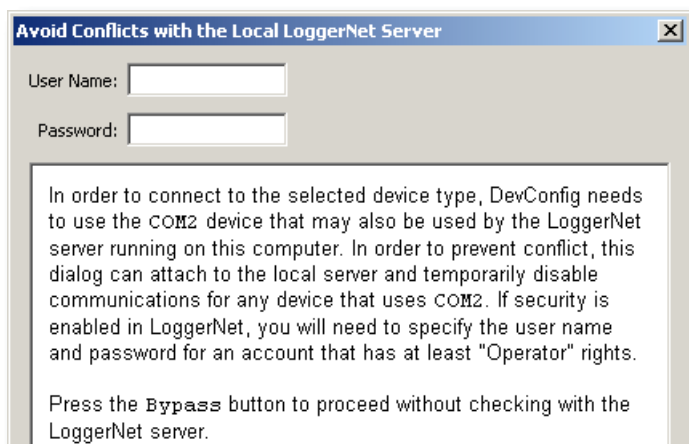 Avoid Conflicts with the Local LoggerNet Server
User Name:
Password:
In order to connect to the selected device type, DevConfig needs
to use the COM2 device that may also be used by the LoggerNet
server running on this computer. In order to prevent conflict, this
dialog can attach to the local server and temporarily disable
communications for any device that uses COM2. If security is
enabled in LoggerNet, you will need to specify the user name
and password for an account that has at least "Operator" rights.
Press the Bypass button to proceed without checking with the
LoggerNet server.